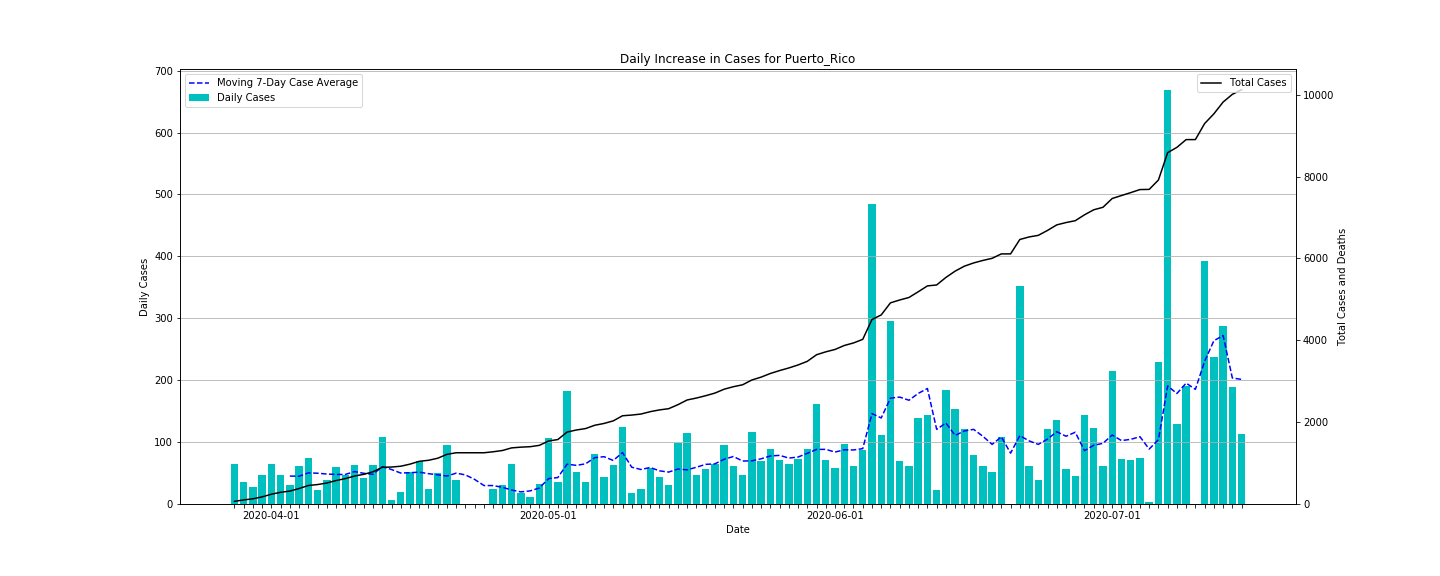 Daily Increase in Cases for Puerto_Rico
Moving 7-Day Case Average
Daily Cases
Total Cases
700
600
500
400
300
200
100
0
Daily Cases
10000
8000
6000
4000
2000
0
Total Cases and Deaths
2020-04-01
2020-05-01
2020-06-01
2020-07-01
Date